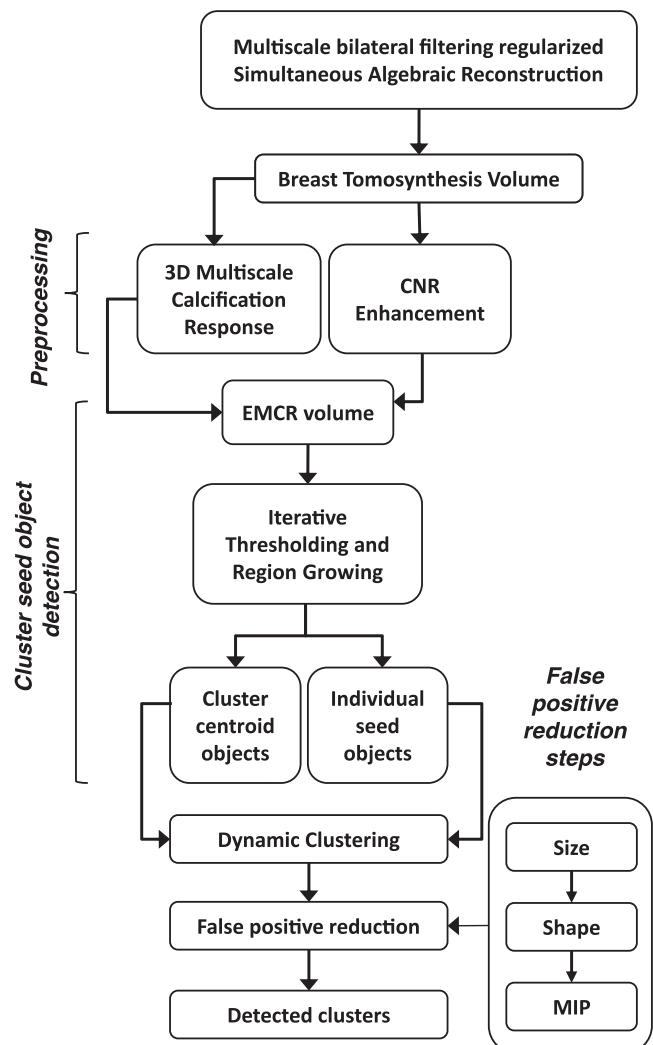 Multiscale bilateral filtering regularized
Simultaneous Algebraic Reconstruction
Breast Tomosynthesis Volume
Preprocessing
3D Multiscale
Calcification
Response
CNR
Enhancement
EMCR volume
Cluster seed object
detection
Iterative
Thresholding and
Region Growing
Cluster
centroid
objects
Individual
seed
objects
False
positive
reduction
steps
Dynamic Clustering
Size
False positive reduction
Shape
Detected clusters
MIP